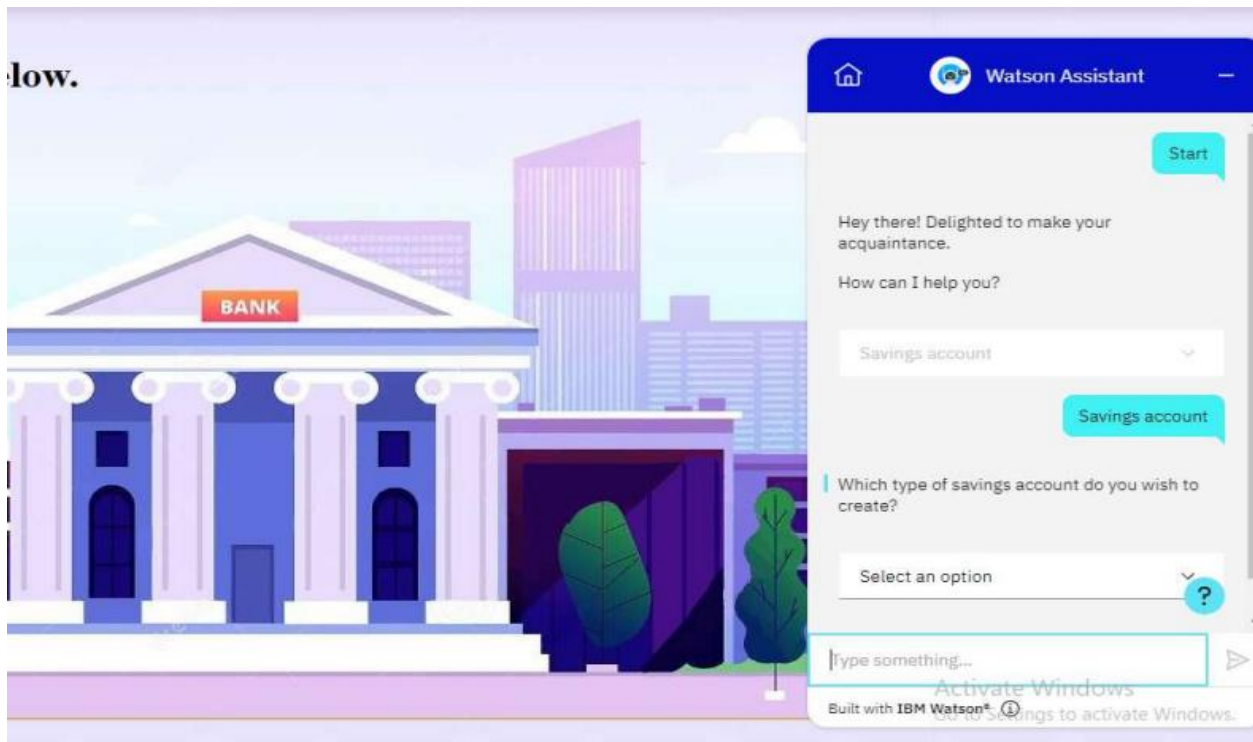 elow.
BANK
Watson Assistant
Start
Hey there! Delighted to make your
acquaintance.
How can I help you?
Savings account
Savings account
Which type of savings account do you wish to
create?
Select an option
?
Type something...
Activate Windows
Built with IBM Watson®
Go to Settings to activate Windows.